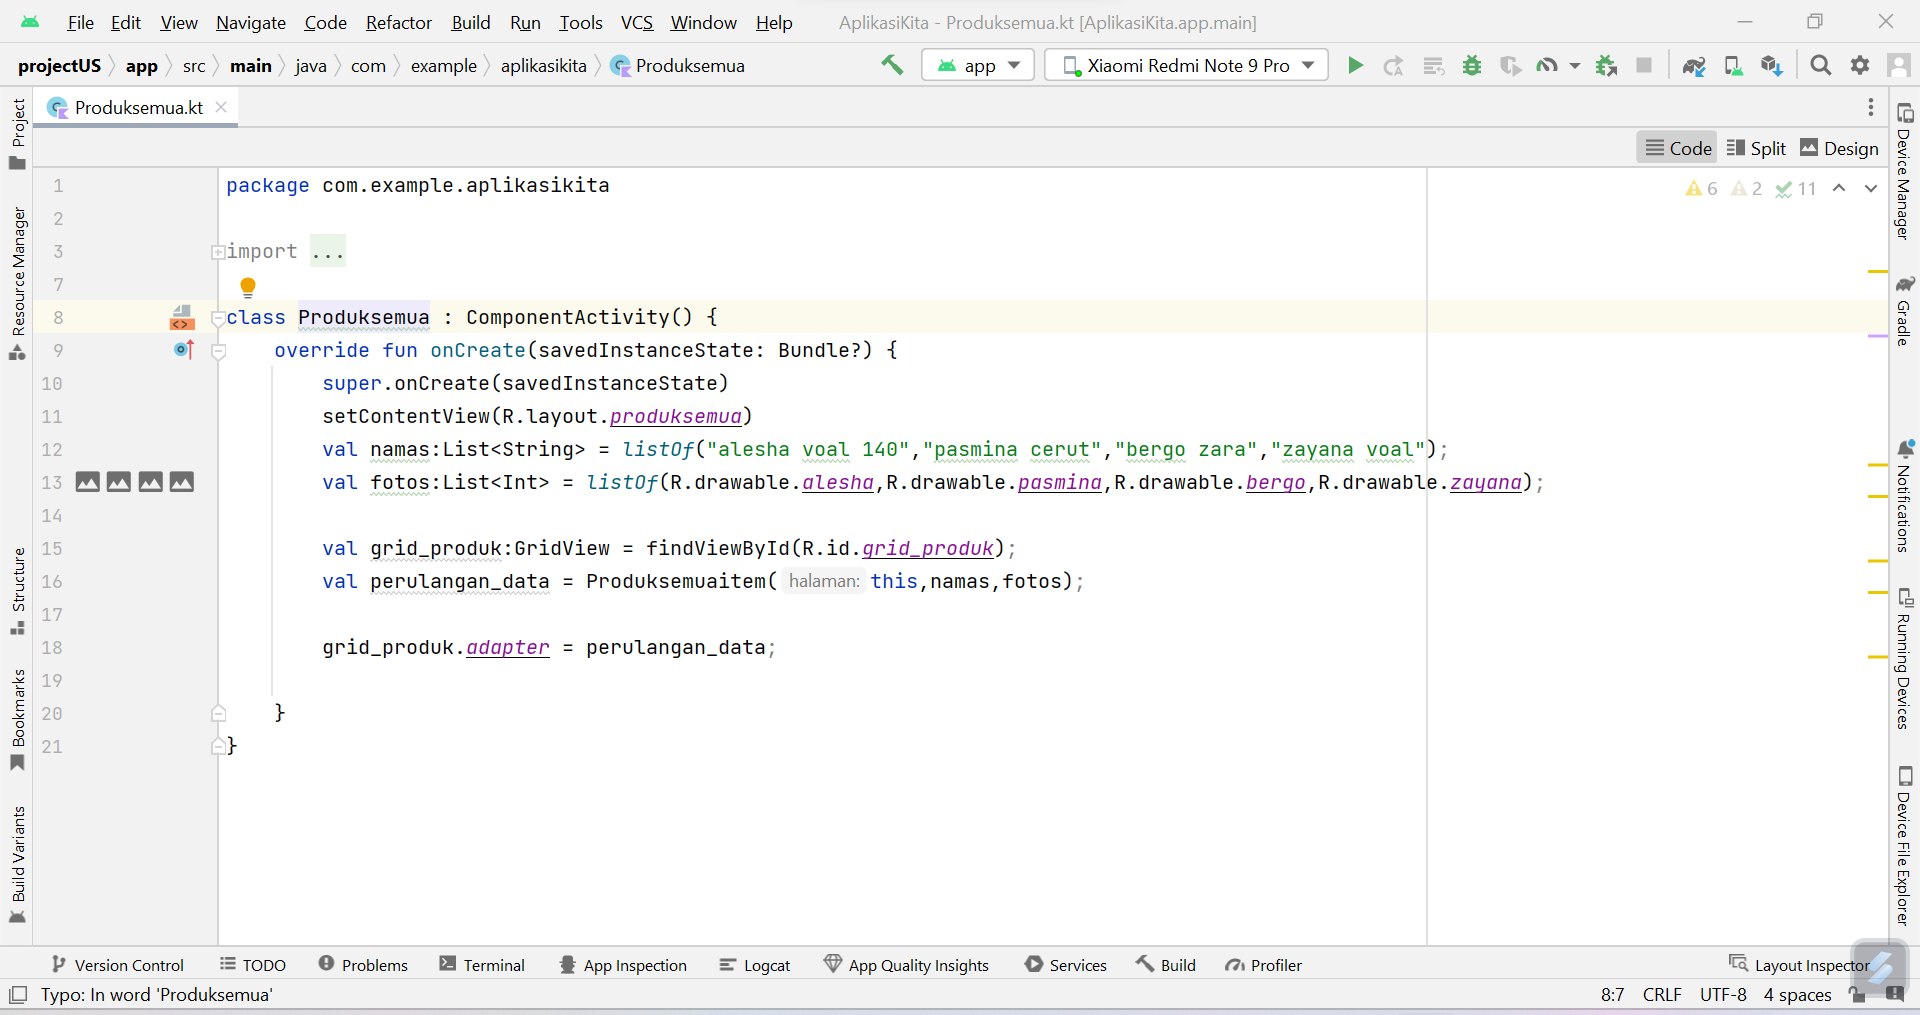 File Edit View Navigate Code Refactor Build Run Tools VCS Window Help AplikasiKita - Produksemua.kt [AplikasiKita.app.main]
projectUS app src main java com example aplikasikita Produksemua app Xiaomi Redmi Note 9 Pro
Produksemua.kt
Code Split Design
6 2 11
1 package com.example.aplikasikita
2
3 import ...
7
8 class Produksemua : ComponentActivity() {
9 override fun onCreate(savedInstanceState: Bundle?) {
10 super.onCreate(savedInstanceState)
11 setContentView(R.layout.produksemua)
12 val namas:List<String> = listOf("alesha voal 140","pasmina cerut","bergo zara","zayana voal");
13 val fotos:List<Int> = listOf(R.drawable.alesha,R.drawable.pasmina,R.drawable.bergo,R.drawable.zayana);
14
15 val grid_produk:GridView = findViewById(R.id.grid_produk);
16 val perulangan_data = Produksemuaitem( halaman: this,namas,fotos);
17
18 grid_produk.adapter = perulangan_data;
19
20 }
21 }
Project
Resource Manager
Structure
Bookmarks
Build Variants
Device Manager
Gradle
Notifications
Running Devices
Device File Explorer
Version Control TODO Problems Terminal App Inspection Logcat App Quality Insights Services Build Profiler Layout Inspector
Typo: In word 'Produksemua' 8:7 CRLF UTF-8 4 spaces